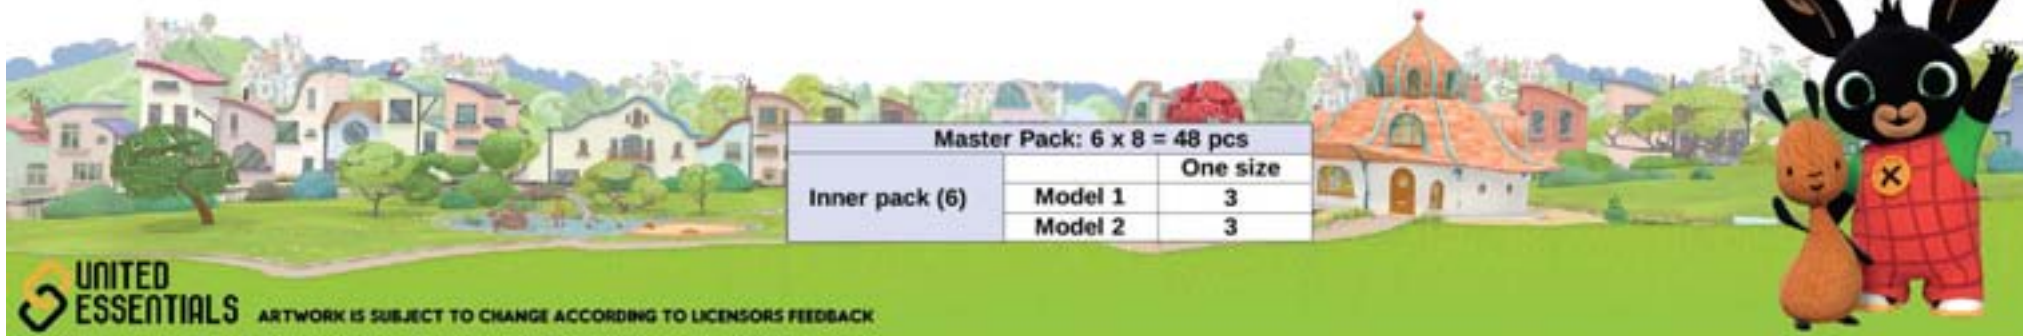 Master Pack: 6 x 8 = 48 pcs
One size
Inner pack (6)
Model 1 3
Model 2 3
UNITED
ESSENTIALS
ARTWORK IS SUBJECT TO CHANGE ACCORDING TO LICENSORS FEEDBACK